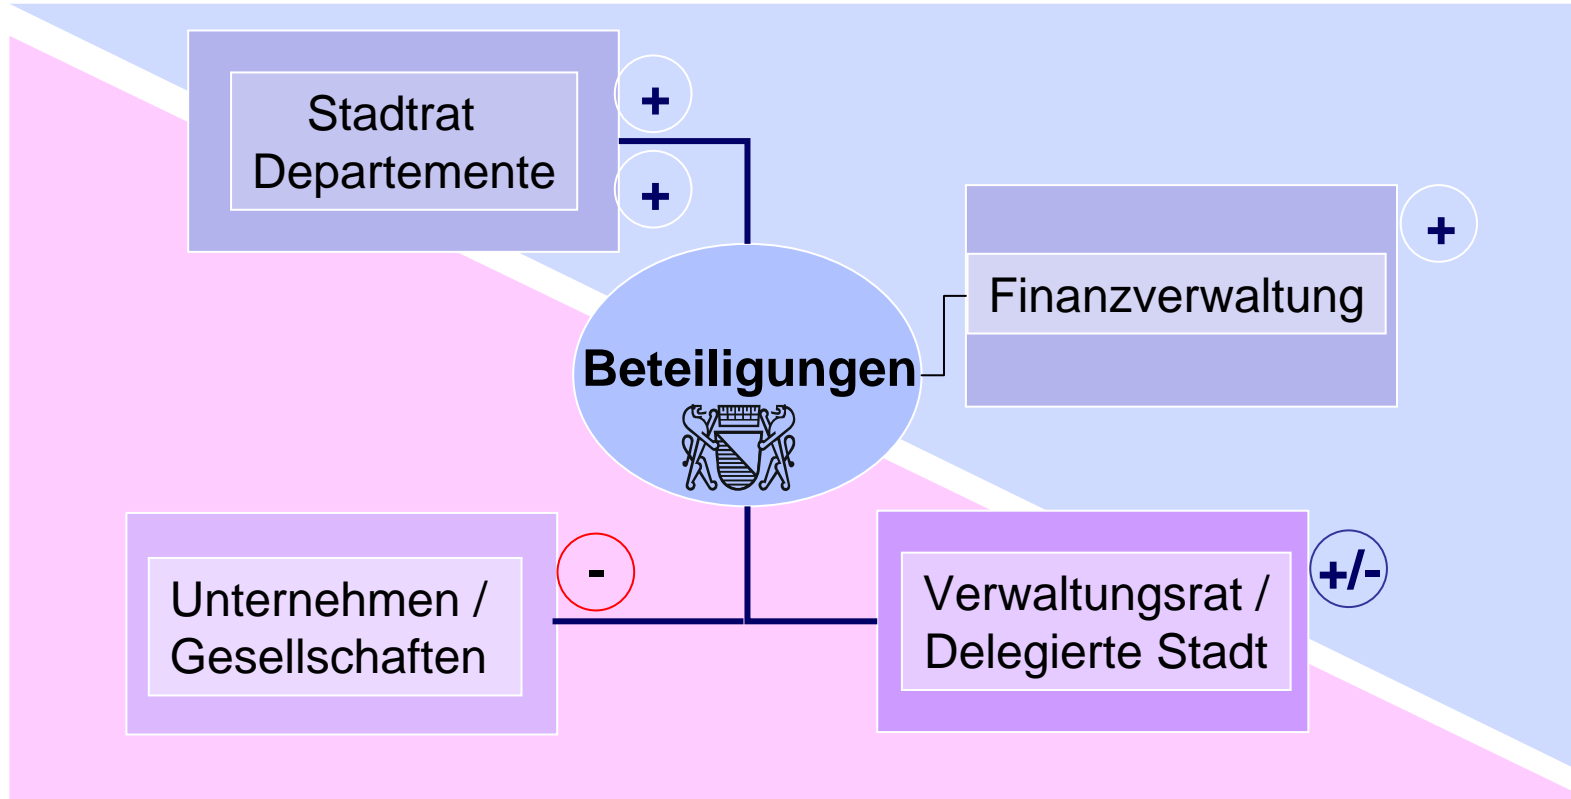 Stadtrat
Departemente
+
+
Finanzverwaltung
+
Beteiligungen
Unternehmen /
Gesellschaften
-
Verwaltungsrat /
Delegierte Stadt
+/-